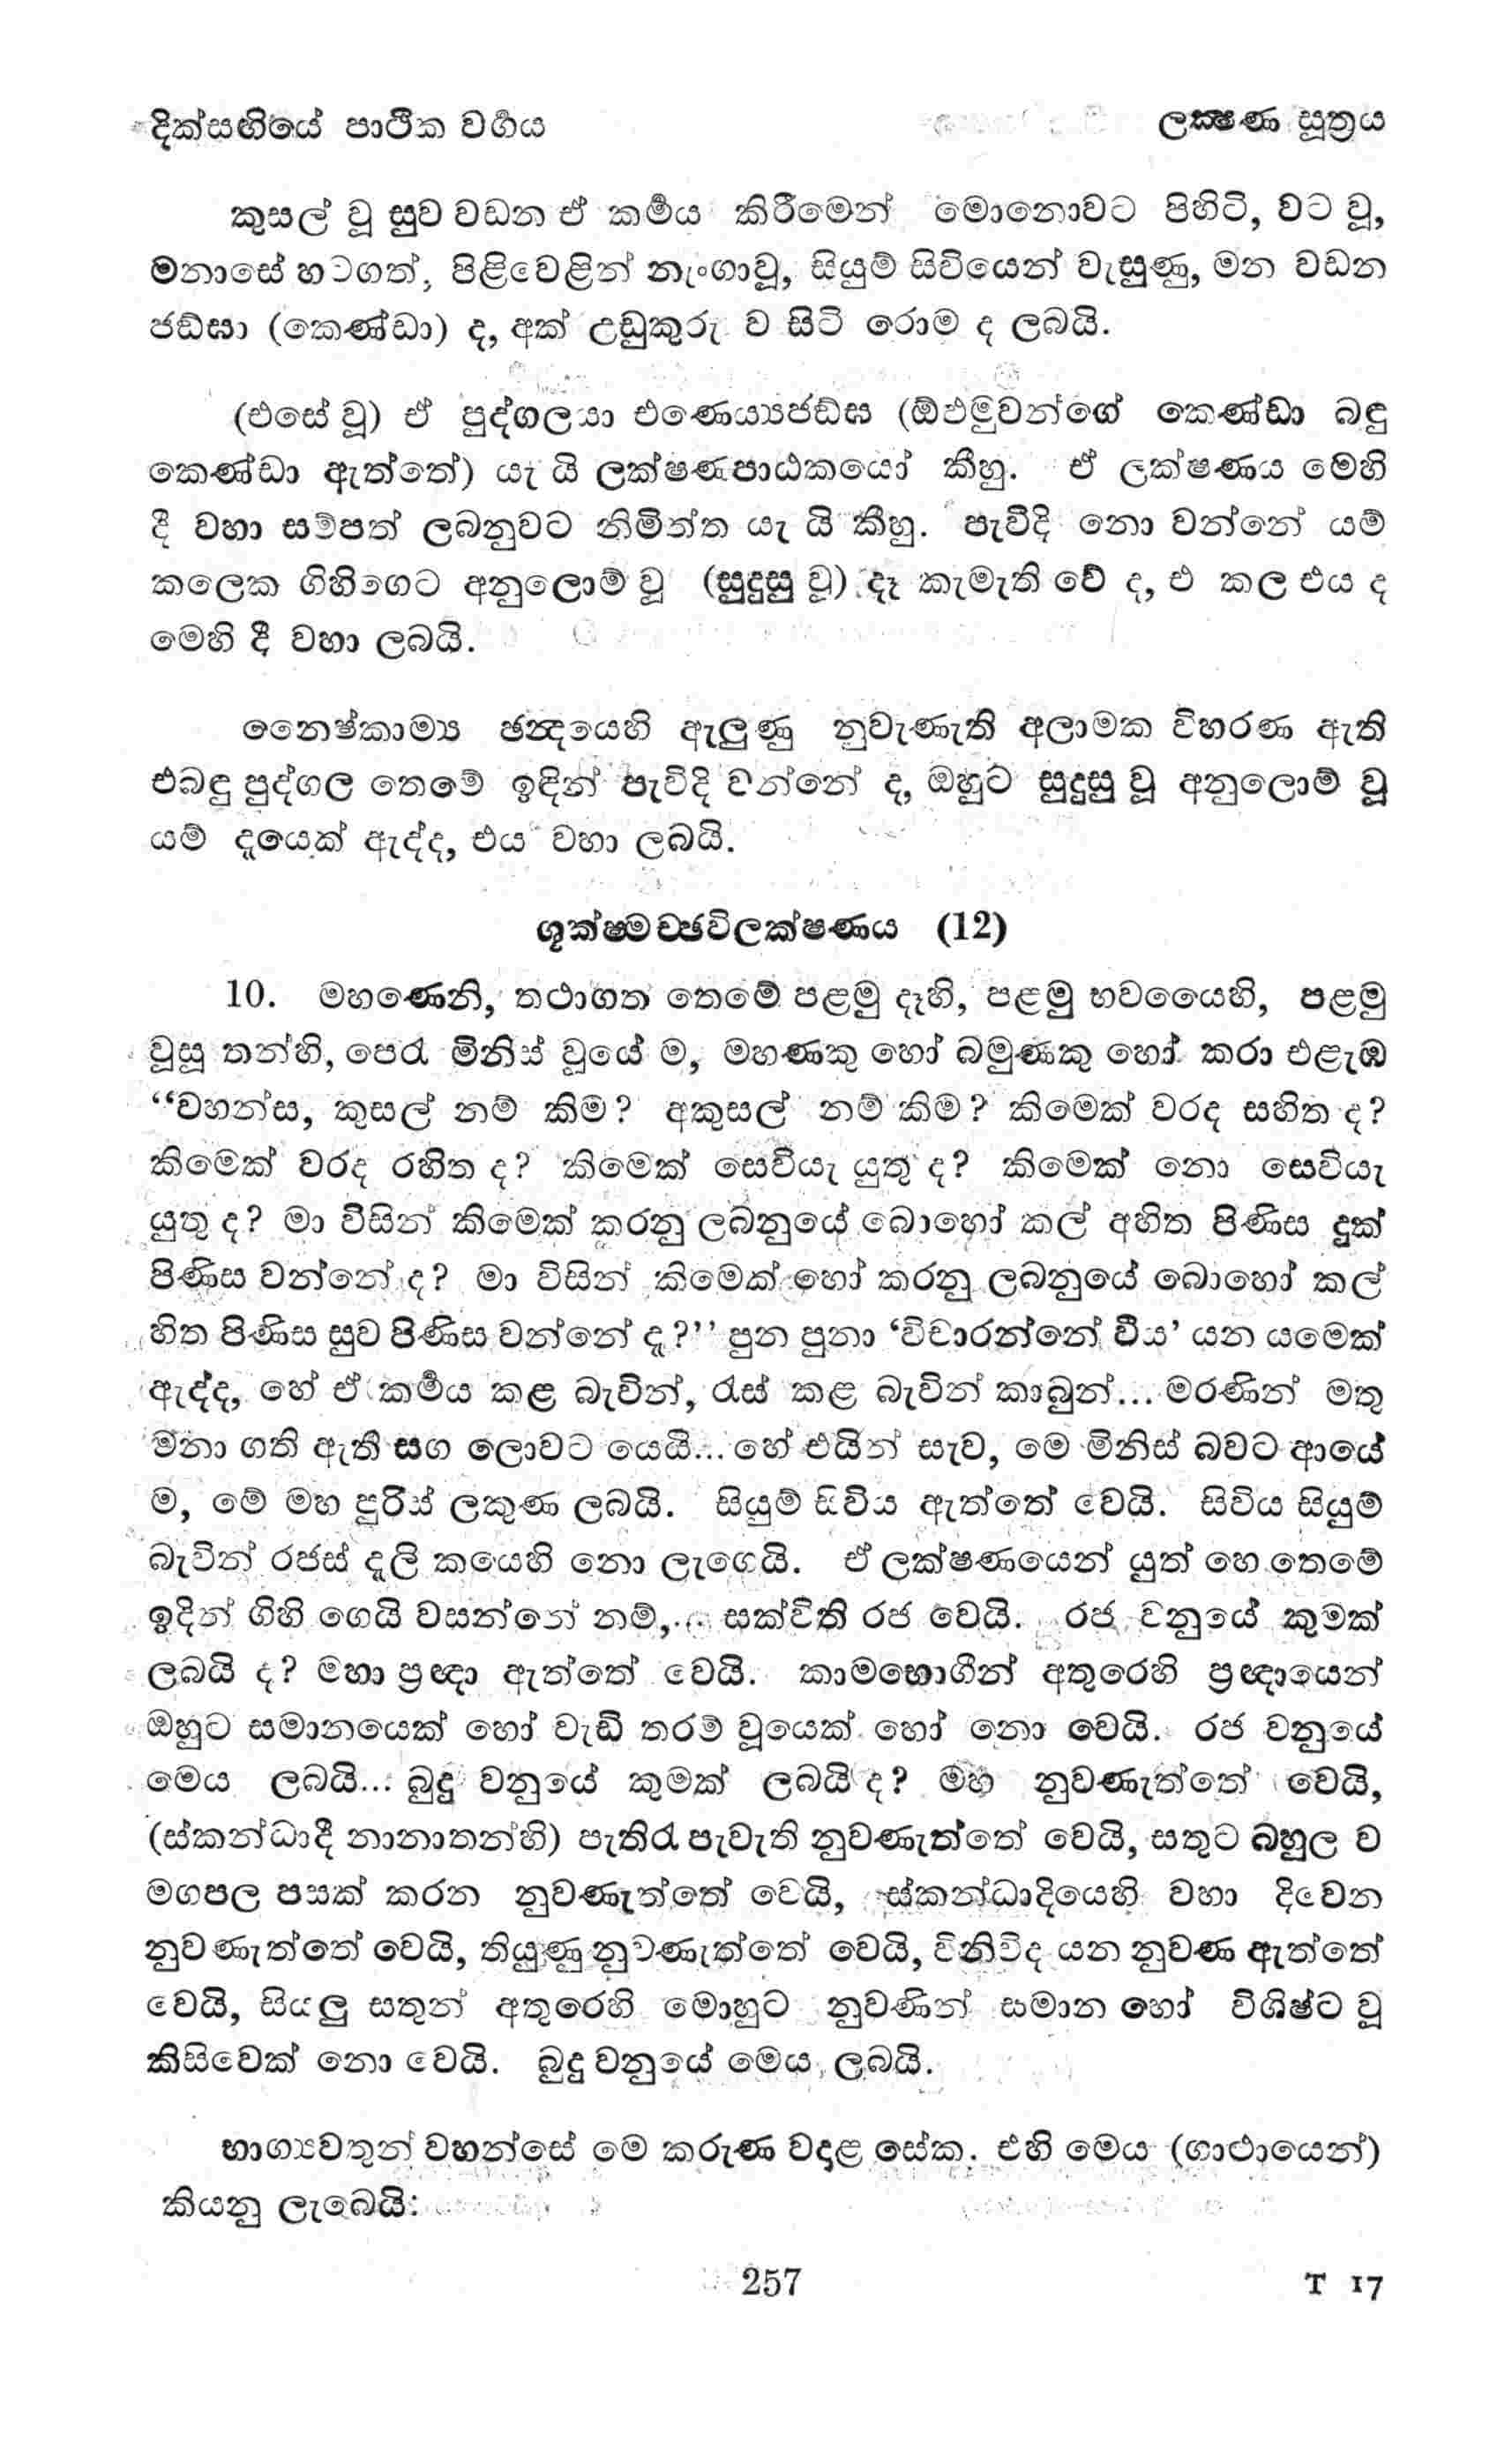 දික්සඟියේ පාථික වර්‍ගය
ලක්‍ෂණ සූත්‍රය
කුසල් වූ සුව වඩන ඒ කර්‍මය කිරීමෙන් මොනොවට පිහිටි, වට වූ,
මනාසේ හටගත්, පිළිවෙළින් නැංගාවූ, සියුම් සිවියෙන් වැසුණු, මන වඩන
ජඩ්ඝා (කෙණ්ඩා) ද, අක් උඩුකුරු ව සිටි රොම ද ලබයි.
(එසේ වූ) ඒ පුද්ගලයා එණෙය්‍යජඩ්ඝ (ඕළුමුවන්ගේ කෙණ්ඩා බඳු
කෙණ්ඩා ඇත්තේ) යැ යි ලක්ෂණපාඨකයෝ කීහු. ඒ ලක්ෂණය මෙහි
දී වහා සම්පත් ලබනුවට නිමිත්ත යැ යි කීහු. පැවිදි නො වන්නේ යම්
කලෙක ගිහිගෙට අනුලොම් වූ (සුදුසු වූ) දෑ කැමැති වේ ද, එ කල එය ද
මෙහි දී වහා ලබයි.
නෛෂ්කාම්‍ය ඡන්‍දයෙහි ඇලුණු නුවැණැති අලාමක විහරණ ඇති
එබඳු පුද්ගල තෙමේ ඉඳින් පැවිදි වන්නේ ද, ඔහුට සුදුසු වූ අනුලොම් වූ
යම් දෑයෙක් ඇද්ද, එය වහා ලබයි.
ශූක්ෂ්මච්ඡවිලක්ෂණය (12)
10. මහණෙනි, තථාගත තෙමේ පළමු දෑහි, පළමු භවයෙහි, පළමු
වූසූ තන්හි, පෙරැ මිනිස් වූයේ ම, මහණකු හෝ බමුණකු හෝ කරා එළැඹ
“වහන්ස, කුසල් නම් කිම? අකුසල් නම් කිම? කිමෙක් වරද සහිත ද?
කිමෙක් වරද රහිත ද? කිමෙක් සෙවියැ යුතු ද? කිමෙක් නො සෙවියැ
යුතු ද? මා විසින් කිමෙක් කරනු ලබනුයේ බොහෝ කල් අහිත පිණිස දුක්
පිණිස වන්නේ ද? මා විසින් කිමෙක් හෝ කරනු ලබනුයේ බොහෝ කල්
හිත පිණිස සුව පිණිස වන්නේ දැ?’’ පුන පුනා ‘විචාරන්නේ වීය’ යන යමෙක්
ඇද්ද, හේ ඒ කර්‍මය කළ බැවින්, රැස් කළ බැවින් කාබුන්... මරණින් මතු
මනා ගති ඇති සග ලොවට යෙයි... හේ එයින් සැව, මෙ මිනිස් බවට ආයේ
ම, මේ මහ පුරිස් ලකුණ ලබයි. සියුම් සිවිය ඇත්තේ වෙයි. සිවිය සියුම්
බැවින් රජස් දූලි කයෙහි නො ලැගෙයි. ඒ ලක්ෂණයෙන් යුත් හෙ තෙමේ
ඉදින් ගිහි ගෙයි වසන්නේ නම්,... සක්විති රජ වෙයි. රජ වනුයේ කුමක්
ලබයි ද? මහා ප්‍රඥා ඇත්තේ වෙයි. කාමභොගීන් අතුරෙහි ප්‍රඥායෙන්
ඔහුට සමානයෙක් හෝ වැඩි තරම් වූයෙක් හෝ නො වෙයි. රජ වනුයේ
මෙය ලබයි... බුදු වනුයේ කුමක් ලබයි ද? මහ නුවණැත්තේ වෙයි,
(ස්කන්ධාදී නානාතන්හි) පැතිරැ පැවැති නුවණැත්තේ වෙයි, සතුට බහුල ව
මගපල පසක් කරන නුවණැත්තේ වෙයි, ස්කන්ධාදියෙහි වහා දිවෙන
නුවණැත්තේ වෙයි, තියුණු නුවණැත්තේ වෙයි, විනිවිද යන නුවණ ඇත්තේ
වෙයි, සියලු සතුන් අතුරෙහි මොහුට නුවණින් සමාන හෝ විශිෂ්ට වූ
කිසිවෙක් නො වෙයි. බුදු වනුයේ මෙය ලබයි.
භාග්‍යවතුන් වහන්සේ මෙ කරුණ වදාළ සේක. එහි මෙය (ගාථායෙන්)
කියනු ලැබෙයි:
257
T 17